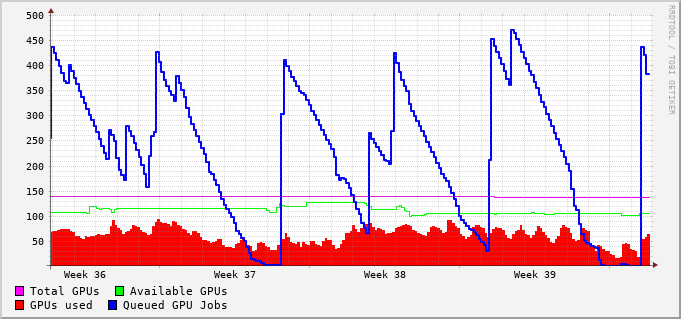 500
450
400
350
300
250
200
150
100
50
Week 36 Week 37 Week 38 Week 39
Total GPUs Available GPUs
GPUs used Queued GPU Jobs
RRDTOOL / TOBI OETIKER